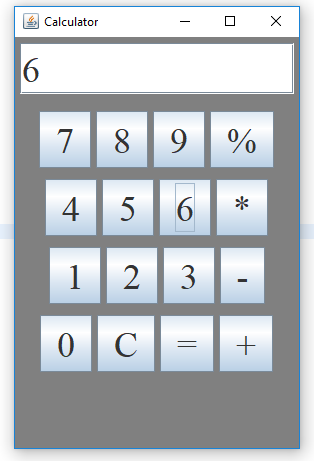 Calculator
6
7 8 9 %
4 5 6 *
1 2 3 -
0 C = +